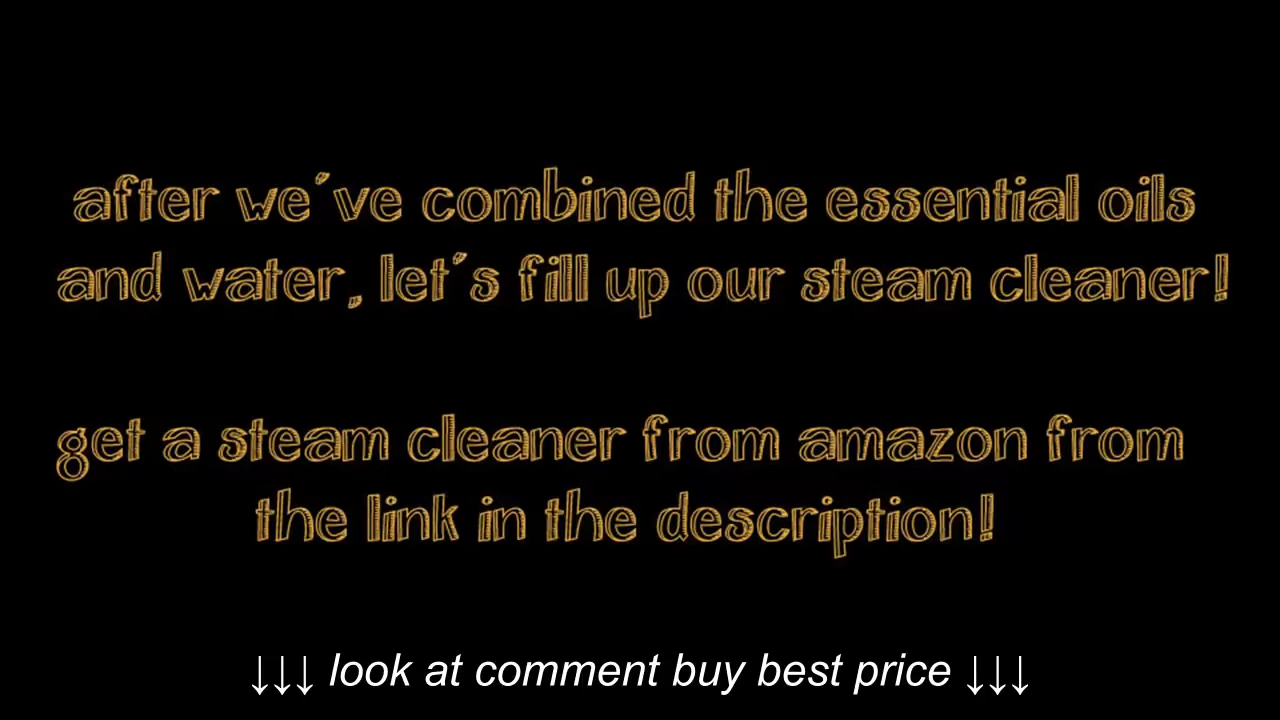 after we've combined the essential oils
and water, let's fill up our steam cleaner!
get a steam cleaner from amazon from
the link in the description!
↓↓↓ look at comment buy best price ↓↓↓